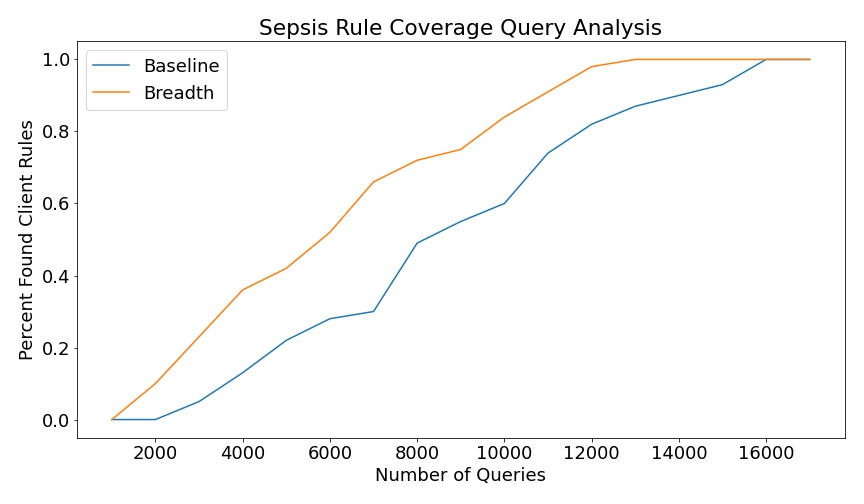 Sepsis Rule Coverage Query Analysis
Baseline
Breadth
Percent Found Client Rules
1.0
0.8
0.6
0.4
0.2
0.0
2000 4000 6000 8000 10000 12000 14000 16000
Number of Queries